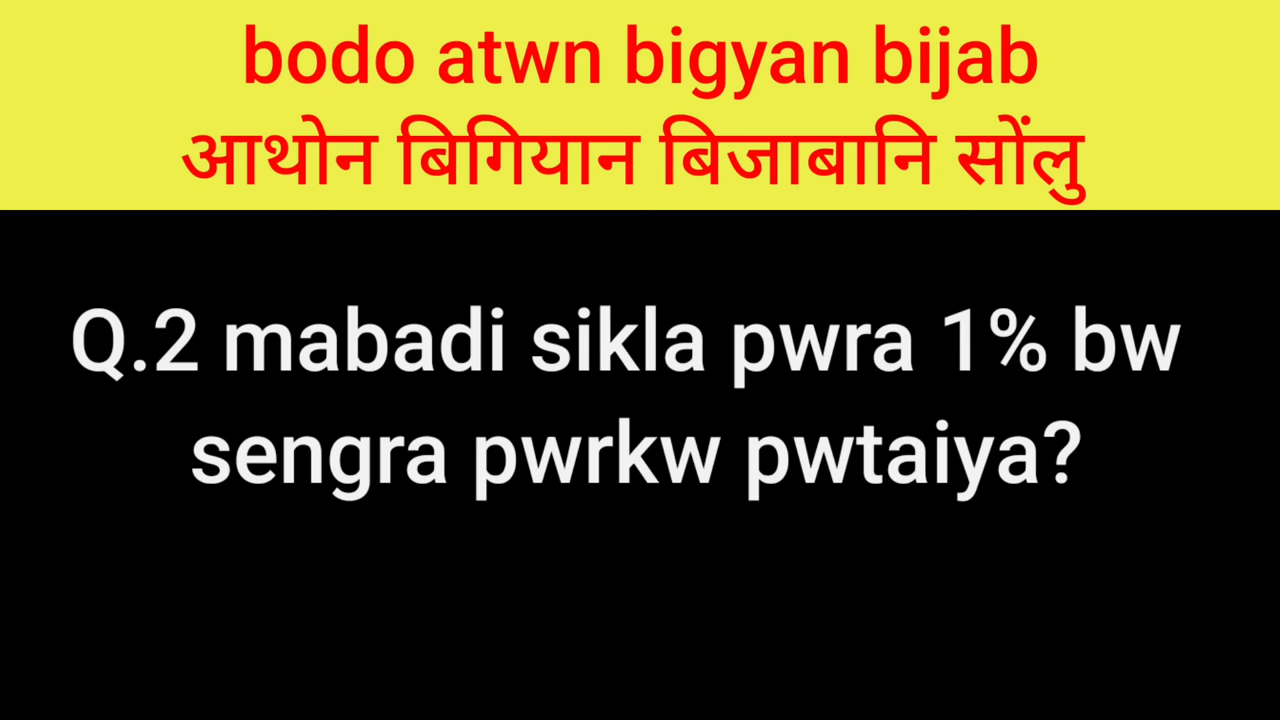 bodo atwn bigyan bijab
आथोन बिगियान बिजाबानि सोंलु
Q.2 mabadi sikla pwra 1% bw
sengra pwrkw pwtaiya?